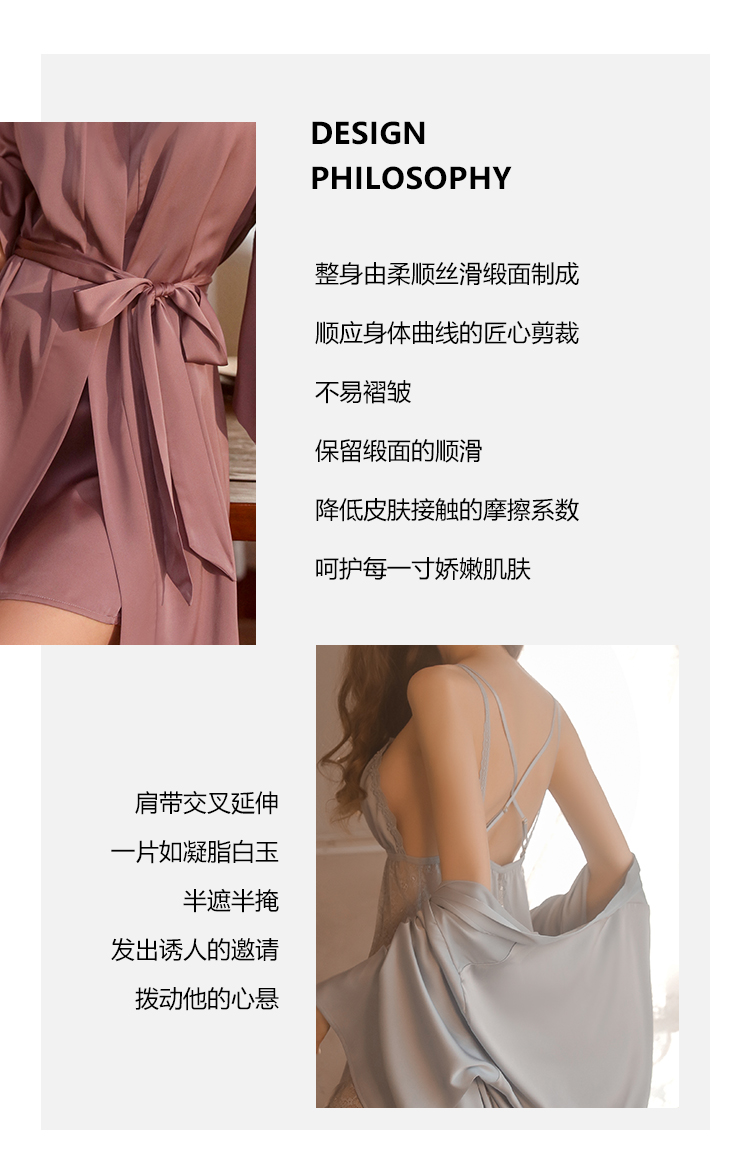 DESIGN
PHILOSOPHY
整身由柔顺丝滑缎面制成
顺应身体曲线的匠心剪裁
不易褶皱
保留缎面的顺滑
降低皮肤接触的摩擦系数
呵护每一寸娇嫩肌肤
肩带交叉延伸
一片如凝脂白玉
半遮半掩
发出诱人的邀请
拨动他的心悬